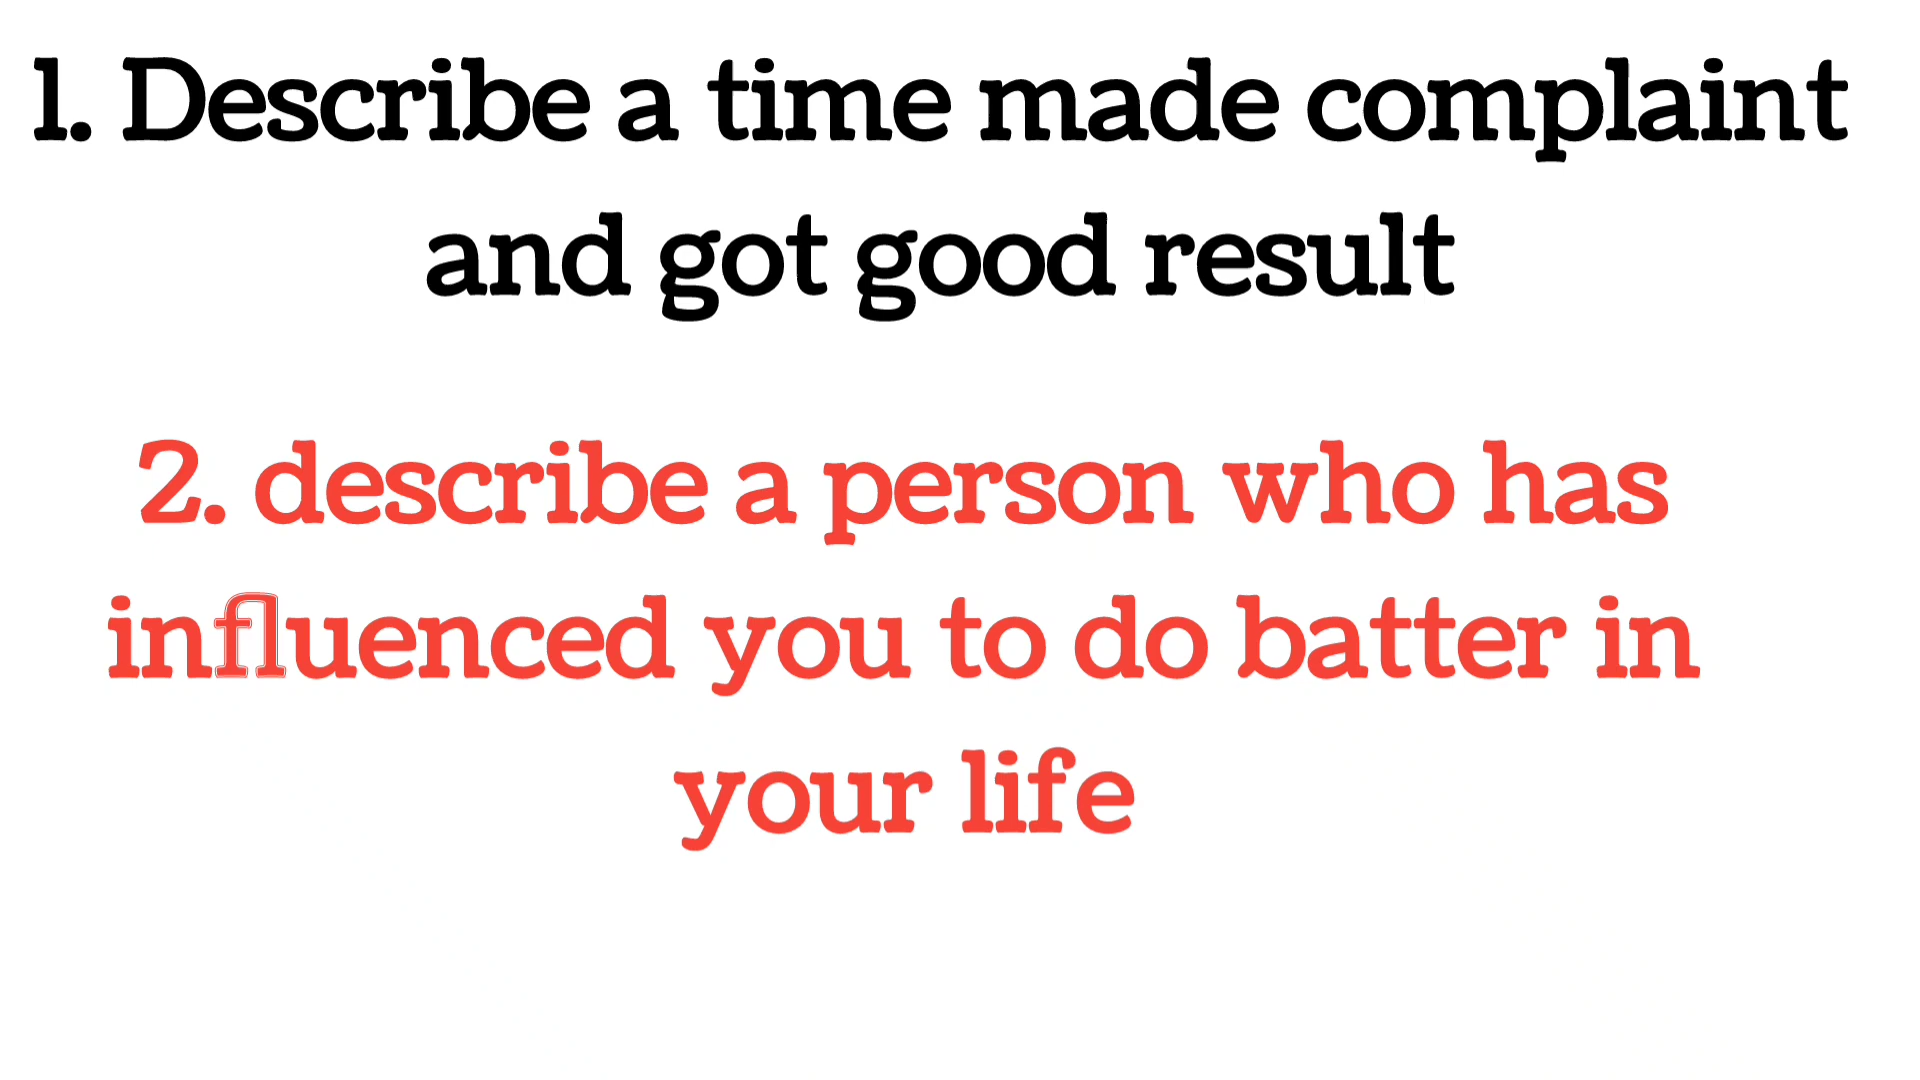 1. Describe a time made complaint
and got good result
2. describe a person who has
influenced you to do batter in
your life